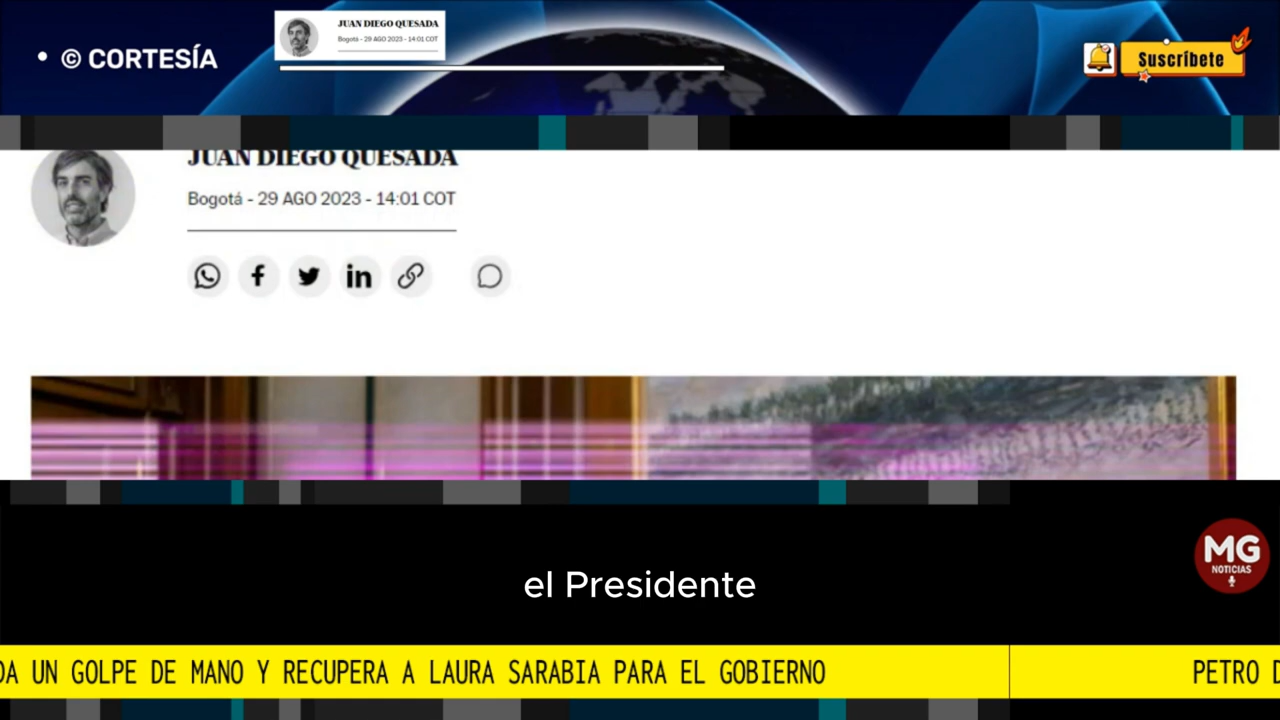 • © CORTESÍA
JUAN DIEGO QUESADA
Bogotá - 29 AGO 2023 - 14:01 COT
Suscríbete
JUAN DIEGO QUESADA
Bogotá - 29 AGO 2023 - 14:01 COT
in
MG
NOTICIAS
el Presidente
DA UN GOLPE DE MANO Y RECUPERA A LAURA SARABIA PARA EL GOBIERNO
PETRO D